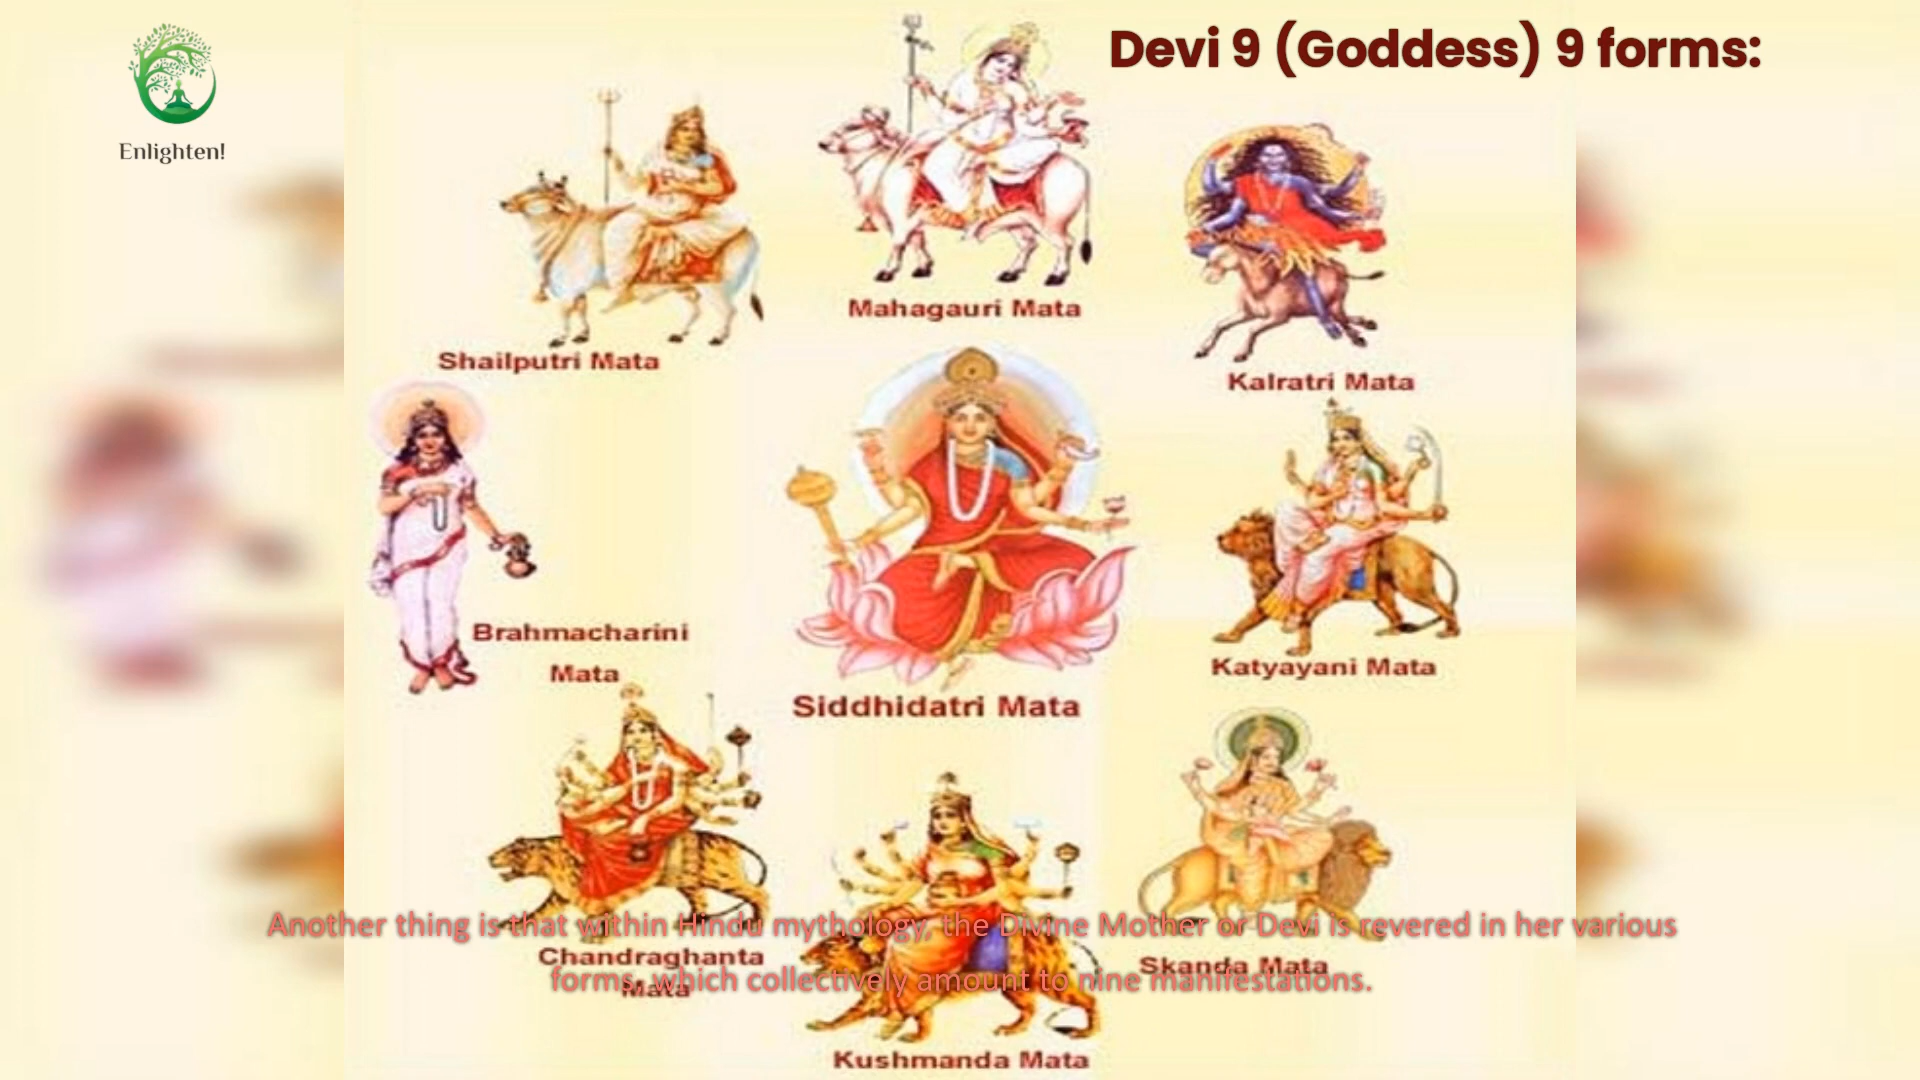 Devi 9 (Goddess) 9 forms:
Enlighten!
Mahagauri Mata
Shailputri Mata
Kalratri Mata
Brahmacharini
Mata
Katyayani Mata
Siddhidatri Mata
Another thing is that within Hindu mythology, the Divine Mother or Devi is revered in her various
forms, which collectively amount to nine manifestations.
Chandraghanta
Mata
Skanda Mata
Kushmanda Mata